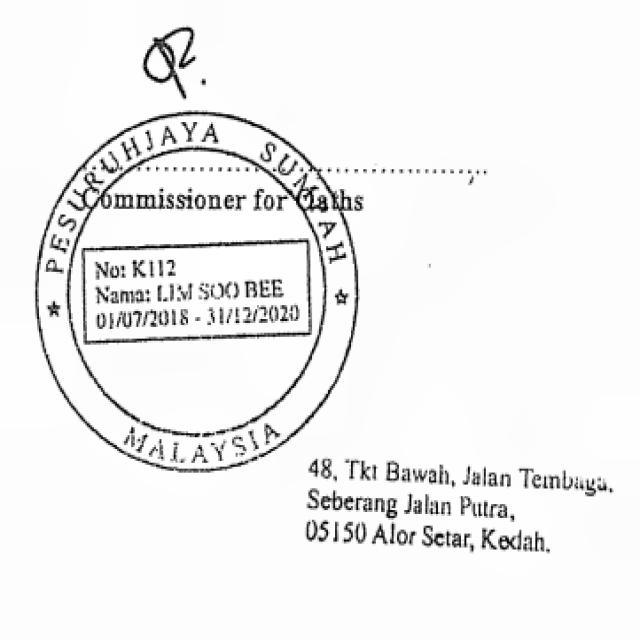 PESURUHJAYA SUMPAH
Commissioner for Oaths
No: K112
Nama: LIM SOO BEE
01/07/2018 - 31/12/2020
MALAYSIA
48, Tkt Bawah, Jalan Tembaga,
Seberang Jalan Putra,
05150 Alor Setar, Kedah.